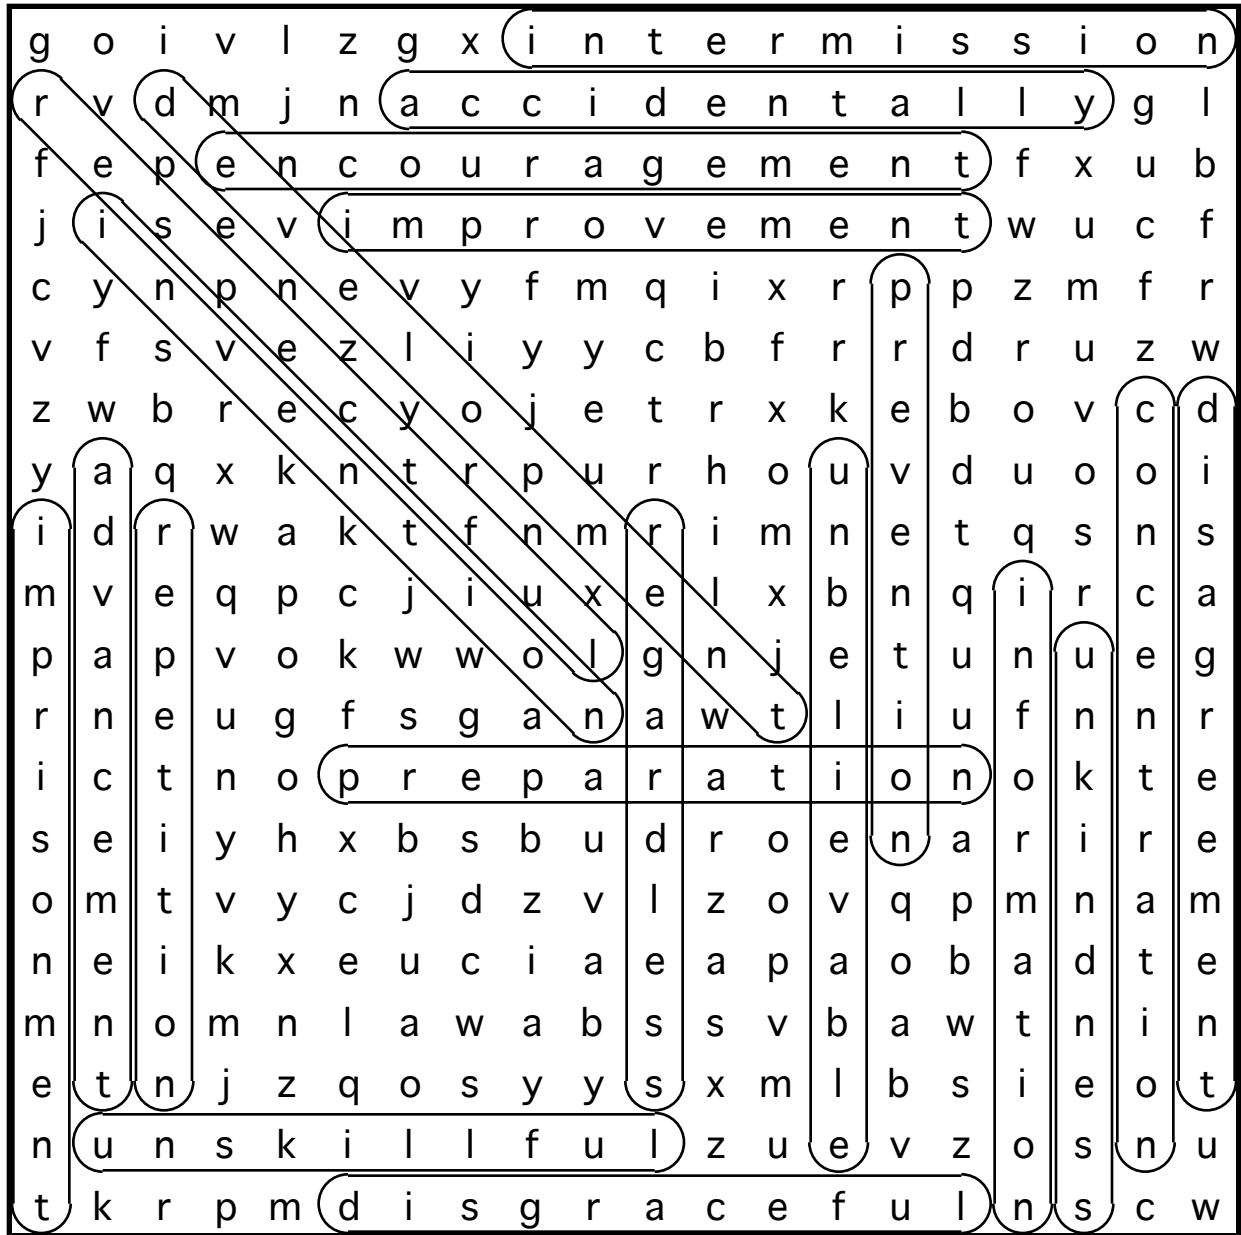 g o i v l z g x i n t e r m i s s i o n
r v d m j n a c c i d e n t a l l y g l
f e p e n c o u r a g e m e n t f x u b
j i s e v i m p r o v e m e n t w u c f
c y n p n e v y f m q i x r p p z m f r
v f s v e z l i y y c b f r r d r u z w
z w b r e c y o j e t r x k e b o v c d
y a q x k n t r p u r h o u v d u o o i
i d r w a k t f n m r i m n e t q s n s
m v e q p c j i u x e l x b n q i r c a
p a p v o k w w o l g n j e t u n u e g
r n e u g f s g a n a w t l i u f n n r
i c t n o p r e p a r a t i o n o k t e
s e i y h x b s b u d r o e n a r i r e
o m t v y c j d z v l z o v q p m n a m
n e i k x e u c i a e a p a o b a d t e
m n o m n l a w a b s s v b a w t n i n
e t n j z q o s y y s x m l b s i e o t
n u n s k i l l f u l z u e v z o s n u
t k r p m d i s g r a c e f u l n s c w